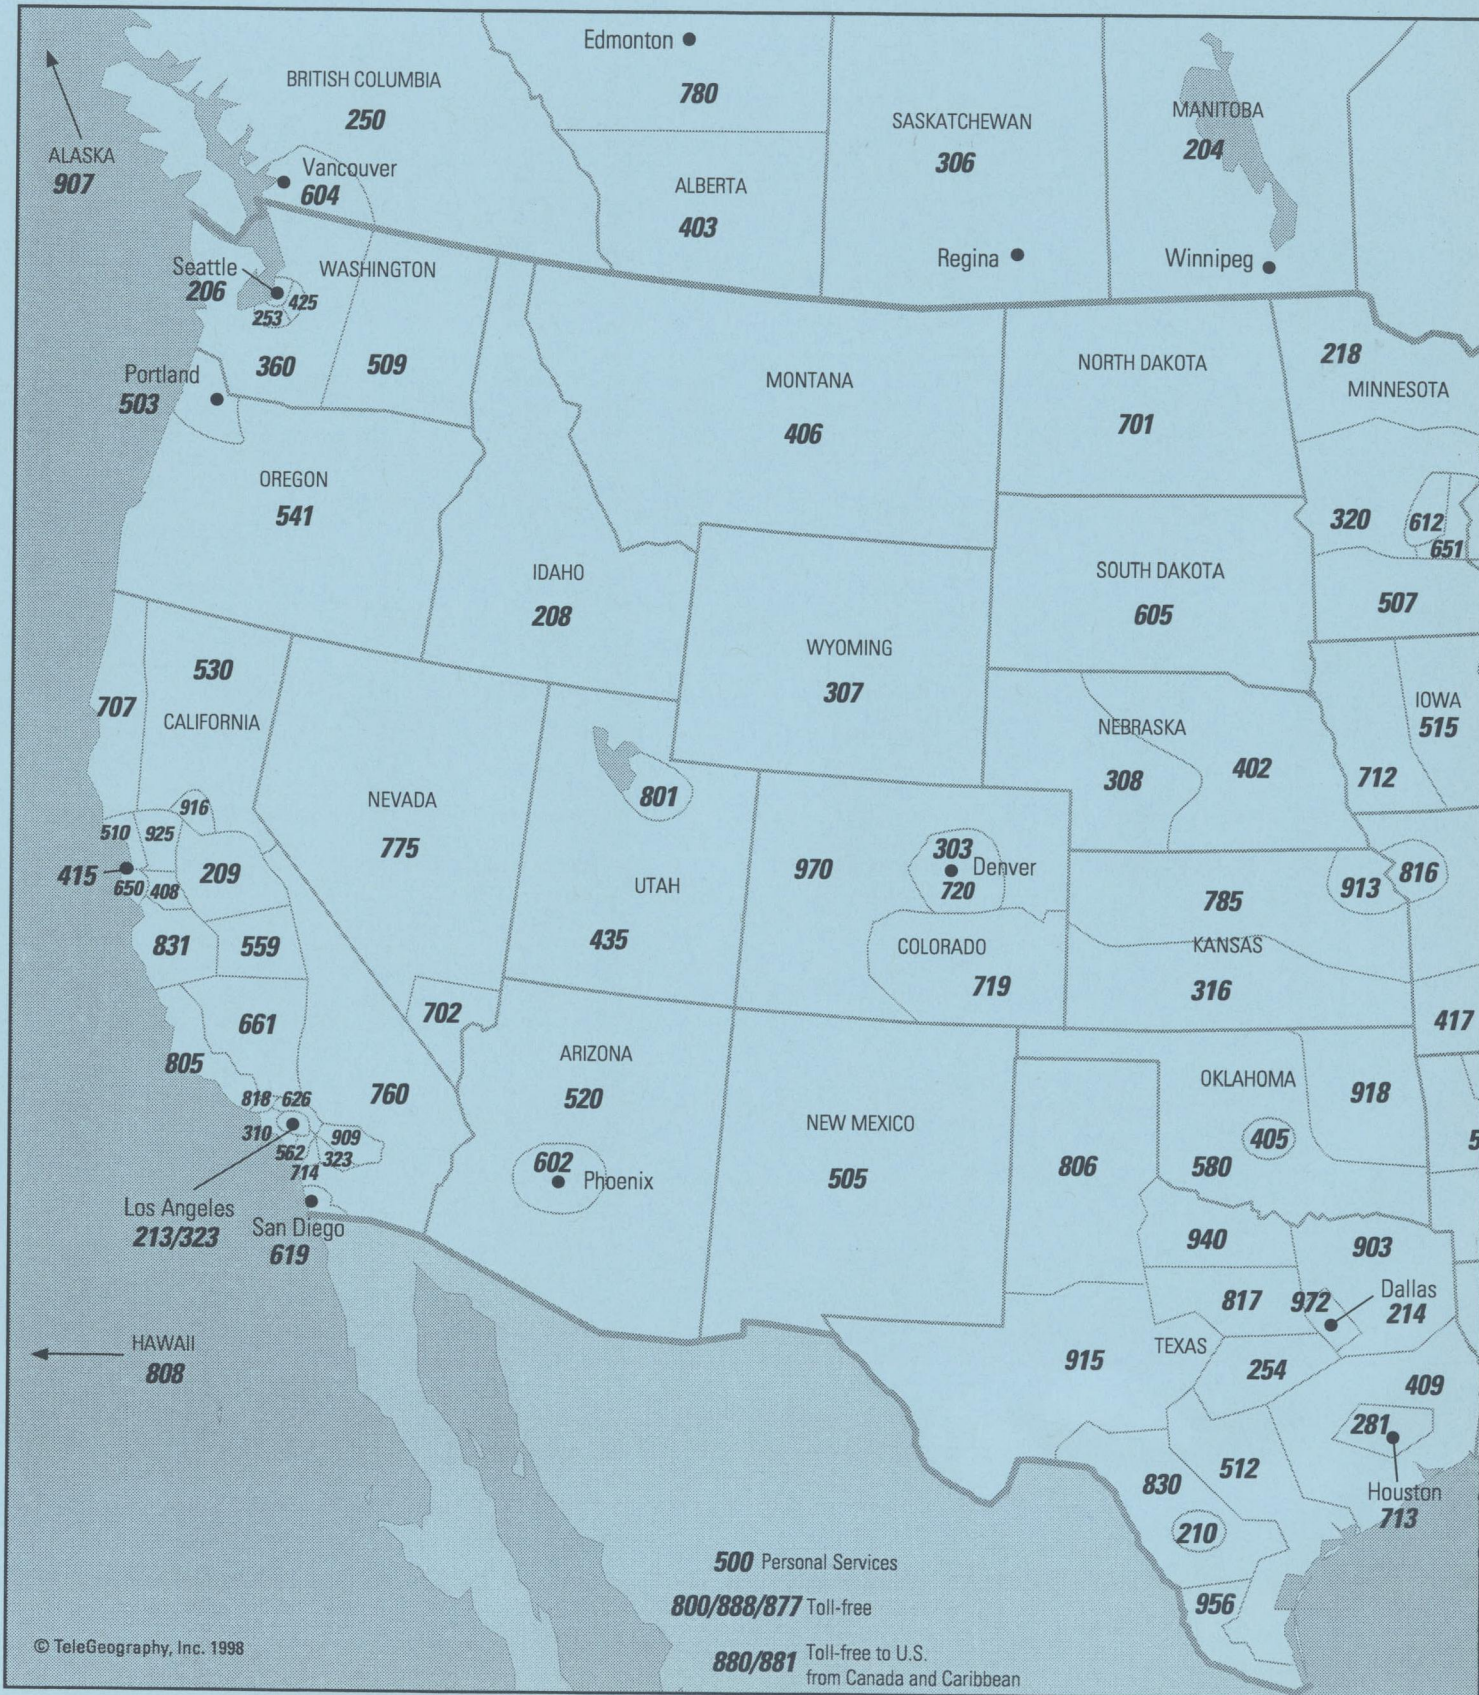 Edmonton
780
BRITISH COLUMBIA
250
ALASKA
907
Vancouver
604
ALBERTA
403
SASKATCHEWAN
306
Regina
MANITOBA
204
Winnipeg
Seattle
206
WASHINGTON
425
253
360
509
Portland
503
OREGON
541
IDAHO
208
MONTANA
406
NORTH DAKOTA
701
218
MINNESOTA
320
612
651
507
SOUTH DAKOTA
605
WYOMING
307
NEBRASKA
308
402
IOWA
515
712
530
707
CALIFORNIA
916
510
925
415
650
408
209
831
559
661
805
818
626
310
562
714
909
323
760
Los Angeles
213/323
San Diego
619
NEVADA
775
702
801
UTAH
435
970
303
Denver
720
COLORADO
719
785
KANSAS
316
913
816
417
ARIZONA
520
602
Phoenix
NEW MEXICO
505
OKLAHOMA
918
405
580
5
806
940
903
817
972
Dallas
214
TEXAS
915
254
409
281
Houston
713
512
830
210
956
HAWAII
808
500 Personal Services
800/888/877 Toll-free
880/881 Toll-free to U.S.
from Canada and Caribbean
© TeleGeography, Inc. 1998